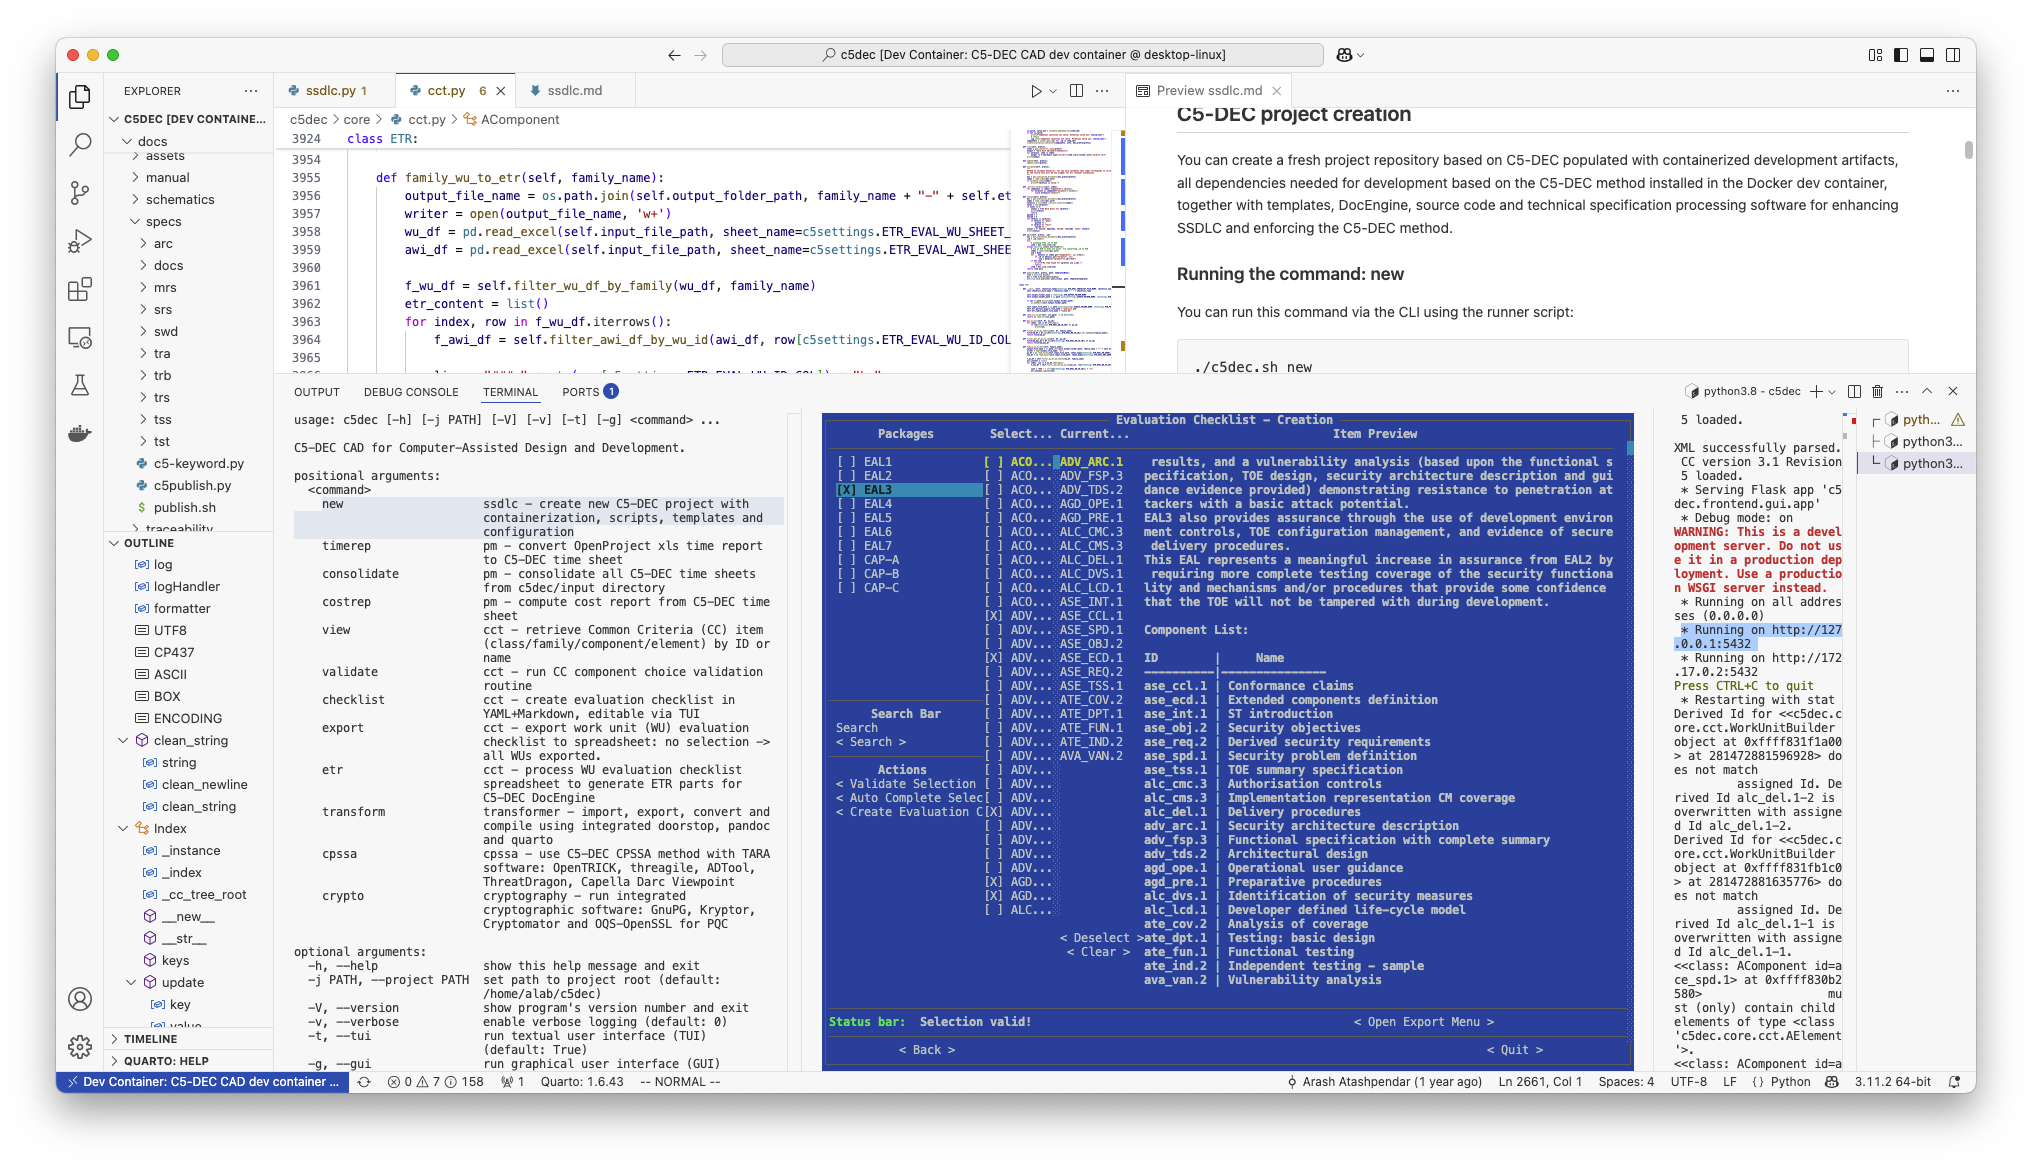 c5dec [Dev Container: C5-DEC CAD dev container @ desktop-linux]
EXPLORER
C5DEC [DEV CONTAINE...
docs
assets
manual
schematics
specs
arc
docs
mrs
srs
swd
tra
trb
trs
tss
tst
c5-keyword.py
c5publish.py
publish.sh
traceability
OUTLINE
log
logHandler
formatter
UTF8
CP437
ASCII
BOX
ENCODING
clean_string
string
clean_newline
clean_string
Index
_instance
_index
_cc_tree_root
__new__
__str__
keys
update
key
value
TIMELINE
QUARTO: HELP
ssdlc.py 1
cct.py 6
ssdlc.md
c5dec > core > cct.py > AComponent
3924 class ETR:
3954
3955 def family_wu_to_etr(self, family_name):
3956 output_file_name = os.path.join(self.output_folder_path, family_name + "-" + self.et
3957 writer = open(output_file_name, 'w+')
3958 wu_df = pd.read_excel(self.input_file_path, sheet_name=c5settings.ETR_EVAL_WU_SHEET_
3959 awi_df = pd.read_excel(self.input_file_path, sheet_name=c5settings.ETR_EVAL_AWI_SHEE
3960
3961 f_wu_df = self.filter_wu_df_by_family(wu_df, family_name)
3962 etr_content = list()
3963 for index, row in f_wu_df.iterrows():
3964 f_awi_df = self.filter_awi_df_by_wu_id(awi_df, row[c5settings.ETR_EVAL_WU_ID_COL
3965
Preview ssdlc.md
C5-DEC project creation
You can create a fresh project repository based on C5-DEC populated with containerized development artifacts,
all dependencies needed for development based on the C5-DEC method installed in the Docker dev container,
together with templates, DocEngine, source code and technical specification processing software for enhancing
SSDLC and enforcing the C5-DEC method.
Running the command: new
You can run this command via the CLI using the runner script:
./c5dec.sh new
OUTPUT DEBUG CONSOLE TERMINAL PORTS 1
python3.8 - c5dec
usage: c5dec [-h] [-j PATH] [-V] [-v] [-t] [-g] <command> ...
C5-DEC CAD for Computer-Assisted Design and Development.
positional arguments:
<command>
new ssdlc - create new C5-DEC project with
containerization, scripts, templates and
configuration
timerep pm - convert OpenProject xls time report
to C5-DEC time sheet
consolidate pm - consolidate all C5-DEC time sheets
from c5dec/input directory
costrep pm - compute cost report from C5-DEC time
sheet
view cct - retrieve Common Criteria (CC) item
(class/family/component/element) by ID or
name
validate cct - run CC component choice validation
routine
checklist cct - create evaluation checklist in
YAML+Markdown, editable via TUI
export cct - export work unit (WU) evaluation
checklist to spreadsheet: no selection ->
all WUs exported.
etr cct - process WU evaluation checklist
spreadsheet to generate ETR parts for
C5-DEC DocEngine
transform transformer - import, export, convert and
compile using integrated doorstop, pandoc
and quarto
cpssa cpssa - use C5-DEC CPSSA method with TARA
software: OpenTRICK, threagile, ADTool,
ThreatDragon, Capella Darc Viewpoint
crypto cryptography - run integrated
cryptographic software: GnuPG, Kryptor,
Cryptomator and OQS-OpenSSL for PQC
optional arguments:
-h, --help show this help message and exit
-j PATH, --project PATH set path to project root (default:
/home/alab/c5dec)
-V, --version show program's version number and exit
-v, --verbose enable verbose logging (default: 0)
-t, --tui run textual user interface (TUI)
(default: True)
-g, --gui run graphical user interface (GUI)
Evaluation Checklist - Creation
Packages
[ ] EAL1
[ ] EAL2
[X] EAL3
[ ] EAL4
[ ] EAL5
[ ] EAL6
[ ] EAL7
[ ] CAP-A
[ ] CAP-B
[ ] CAP-C
Search Bar
Search
< Search >
Actions
< Validate Selection
< Auto Complete Selec
< Create Evaluation C
Select... Current...
[ ] ACO... ADV_ARC.1
[ ] ACO... ADV_FSP.3
[ ] ACO... ADV_TDS.2
[ ] ACO... AGD_OPE.1
[ ] ACO... AGD_PRE.1
[ ] ACO... ALC_CMC.3
[ ] ACO... ALC_CMS.3
[ ] ACO... ALC_DEL.1
[ ] ACO... ALC_DVS.1
[ ] ACO... ALC_LCD.1
[ ] ACO... ASE_INT.1
[X] ADV... ASE_CCL.1
[ ] ADV... ASE_SPD.1
[ ] ADV... ASE_OBJ.2
[X] ADV... ASE_ECD.1
[ ] ADV... ASE_REQ.2
[ ] ADV... ASE_TSS.1
[ ] ADV... ATE_COV.2
[ ] ADV... ATE_DPT.1
[ ] ADV... ATE_FUN.1
[ ] ADV... ATE_IND.2
[ ] ADV... AVA_VAN.2
[ ] ADV...
[ ] ADV...
[ ] ADV...
[X] ADV...
[ ] ADV...
[ ] ADV...
[ ] ADV...
[ ] ADV...
[X] AGD...
[X] AGD...
[ ] ALC...
< Deselect >
< Clear >
Item Preview
results, and a vulnerability analysis (based upon the functional s
pecification, TOE design, security architecture description and gui
dance evidence provided) demonstrating resistance to penetration at
tackers with a basic attack potential.
EAL3 also provides assurance through the use of development environ
ment controls, TOE configuration management, and evidence of secure
delivery procedures.
This EAL represents a meaningful increase in assurance from EAL2 by
requiring more complete testing coverage of the security functiona
lity and mechanisms and/or procedures that provide some confidence
that the TOE will not be tampered with during development.
Component List:
ID | Name
----------|---------------
ase_ccl.1 | Conformance claims
ase_ecd.1 | Extended components definition
ase_int.1 | ST introduction
ase_obj.2 | Security objectives
ase_req.2 | Derived security requirements
ase_spd.1 | Security problem definition
ase_tss.1 | TOE summary specification
alc_cmc.3 | Authorisation controls
alc_cms.3 | Implementation representation CM coverage
alc_del.1 | Delivery procedures
adv_arc.1 | Security architecture description
adv_fsp.3 | Functional specification with complete summary
adv_tds.2 | Architectural design
agd_ope.1 | Operational user guidance
agd_pre.1 | Preparative procedures
alc_dvs.1 | Identification of security measures
alc_lcd.1 | Developer defined life-cycle model
ate_cov.2 | Analysis of coverage
ate_dpt.1 | Testing: basic design
ate_fun.1 | Functional testing
ate_ind.2 | Independent testing - sample
ava_van.2 | Vulnerability analysis
Status bar: Selection valid!
< Open Export Menu >
< Back >
< Quit >
5 loaded.
XML successfully parsed.
CC version 3.1 Revision
5 loaded.
* Serving Flask app 'c5
dec.frontend.gui.app'
* Debug mode: on
WARNING: This is a devel
opment server. Do not us
e it in a production dep
loyment. Use a productio
n WSGI server instead.
* Running on all addres
ses (0.0.0.0)
* Running on http://127
.0.0.1:5432
* Running on http://172
.17.0.2:5432
Press CTRL+C to quit
* Restarting with stat
Derived Id for <<c5dec.c
ore.cct.WorkUnitBuilder
object at 0xffff831f1a00
> at 281472881596928> do
es not match
assigned Id. De
rived Id alc_del.1-2 is
overwritten with assigne
d Id alc_del.1-2.
Derived Id for <<c5dec.c
ore.cct.WorkUnitBuilder
object at 0xffff831fb1c0
> at 281472881635776> do
es not match
assigned Id. De
rived Id alc_del.1-1 is
overwritten with assigne
d Id alc_del.1-1.
<<class: AComponent id=a
ce_spd.1> at 0xffff830b2
580> mu
st (only) contain child
elements of type <class
'c5dec.core.cct.AElement
'>.
<<class: AComponent id=a
pyth...
python3...
python3...
Dev Container: C5-DEC CAD dev container ...
0 7 158
1
Quarto: 1.6.43
-- NORMAL --
Arash Atashpendar (1 year ago)
Ln 2661, Col 1
Spaces: 4
UTF-8
LF
{ } Python
3.11.2 64-bit